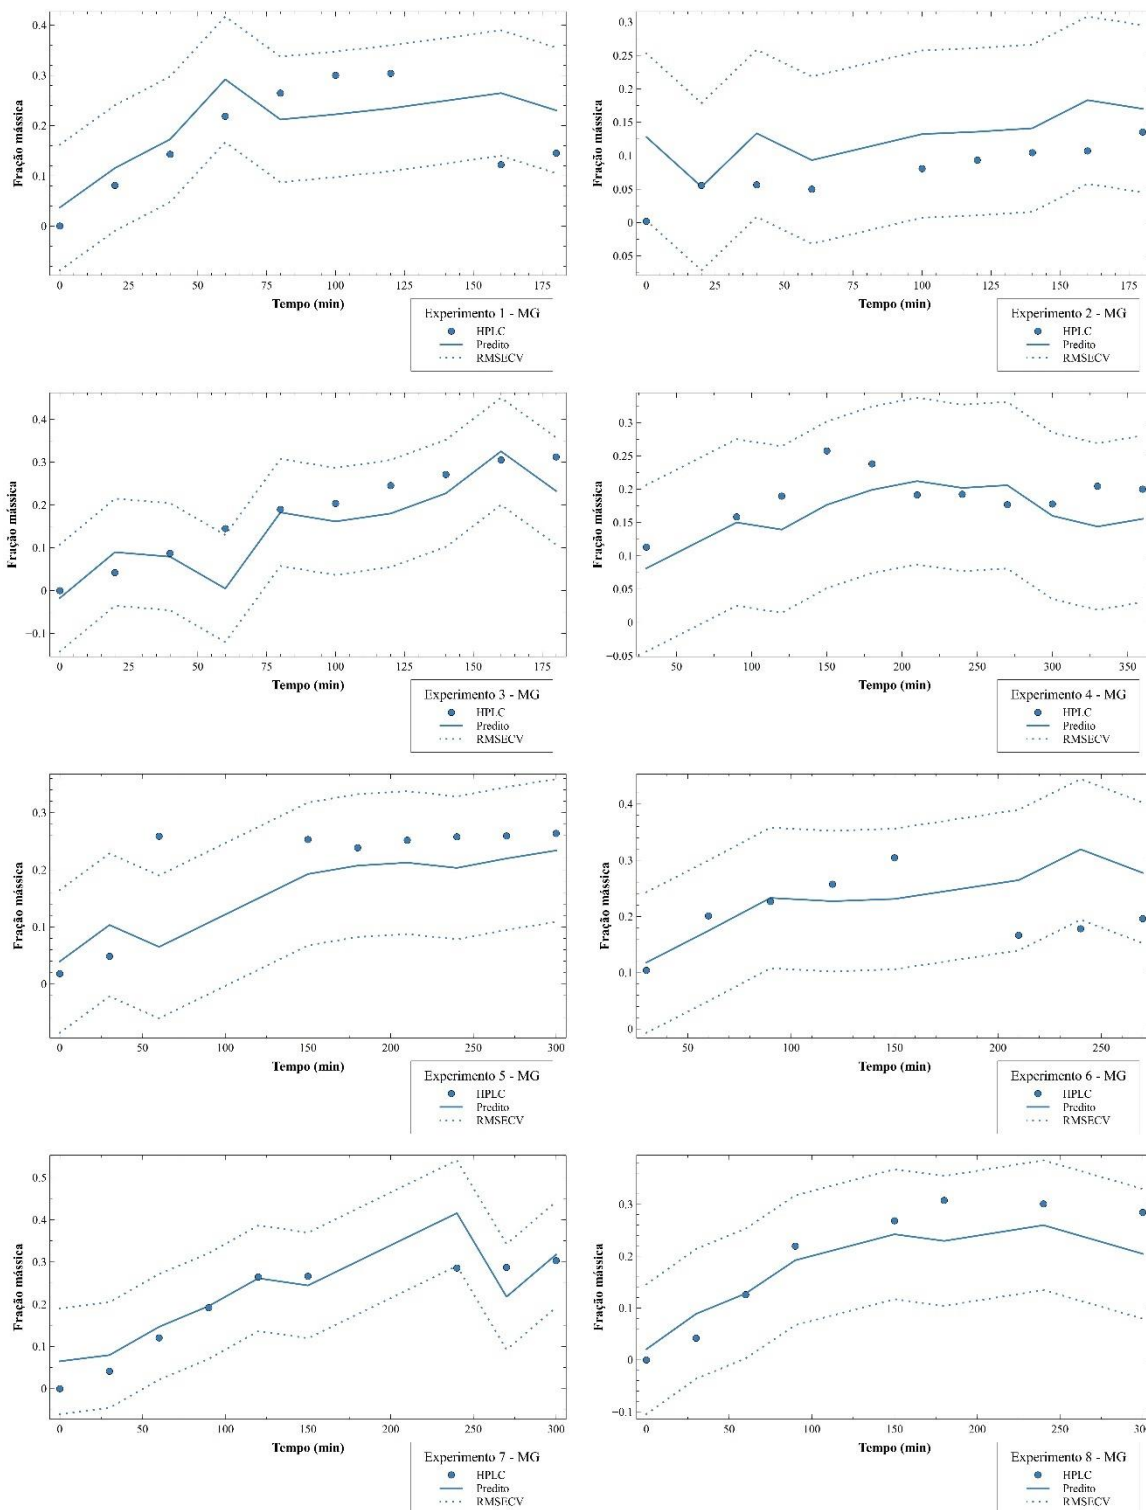 0.4
0.3
0.2
0.1
0
Fração mássica
0 25 50 75 100 125 150 175
Tempo (min)
Experimento 1 - MG
HPLC
Predito
RMSECV
0.3
0.25
0.2
0.15
0.1
0.05
0
0.05
Fração mássica
0 25 50 75 100 125 150 175
Tempo (min)
Experimento 2 - MG
HPLC
Predito
RMSECV
0.4
0.3
0.2
0.1
0
−0.1
Fração mássica
0 25 50 75 100 125 150 175
Tempo (min)
Experimento 3 - MG
HPLC
Predito
RMSECV
0.3
0.25
0.2
0.15
0.1
0.05
0
−0.05
Fração mássica
50 100 150 200 250 300 350
Tempo (min)
Experimento 4 - MG
HPLC
Predito
RMSECV
0.3
0.2
0.1
0
Fração mássica
0 50 100 150 200 250 300
Tempo (min)
Experimento 5 - MG
HPLC
Predito
RMSECV
0.4
0.3
0.2
0.1
0
Fração mássica
50 100 150 200 250
Tempo (min)
Experimento 6 - MG
HPLC
Predito
RMSECV
0.5
0.4
0.3
0.2
0.1
0
Fração mássica
0 50 100 150 200 250 300
Tempo (min)
Experimento 7 - MG
HPLC
Predito
RMSECV
0.3
0.2
0.1
0
−0.1
Fração mássica
0 50 100 150 200 250 300
Tempo (min)
Experimento 8 - MG
HPLC
Predito
RMSECV